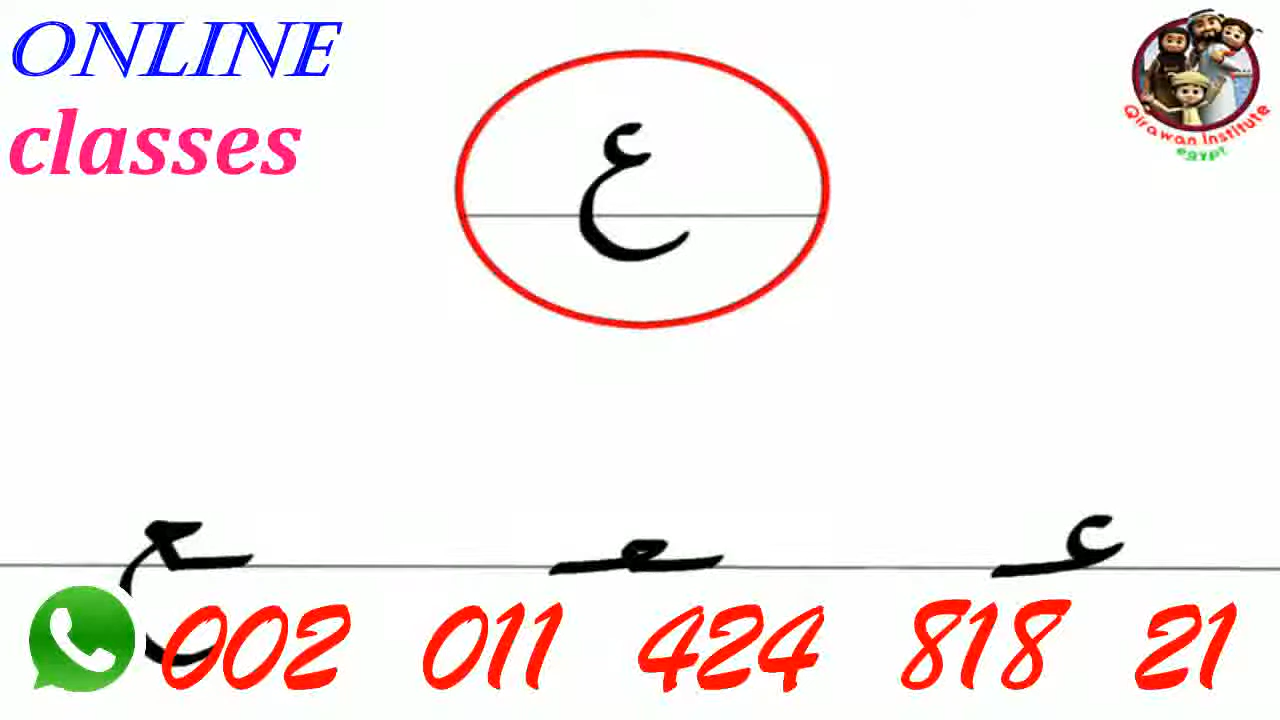 ONLINE
classes
ع
Qirawan Institute
egypt
عـ ـعـ ـع
002 011 424 818 21